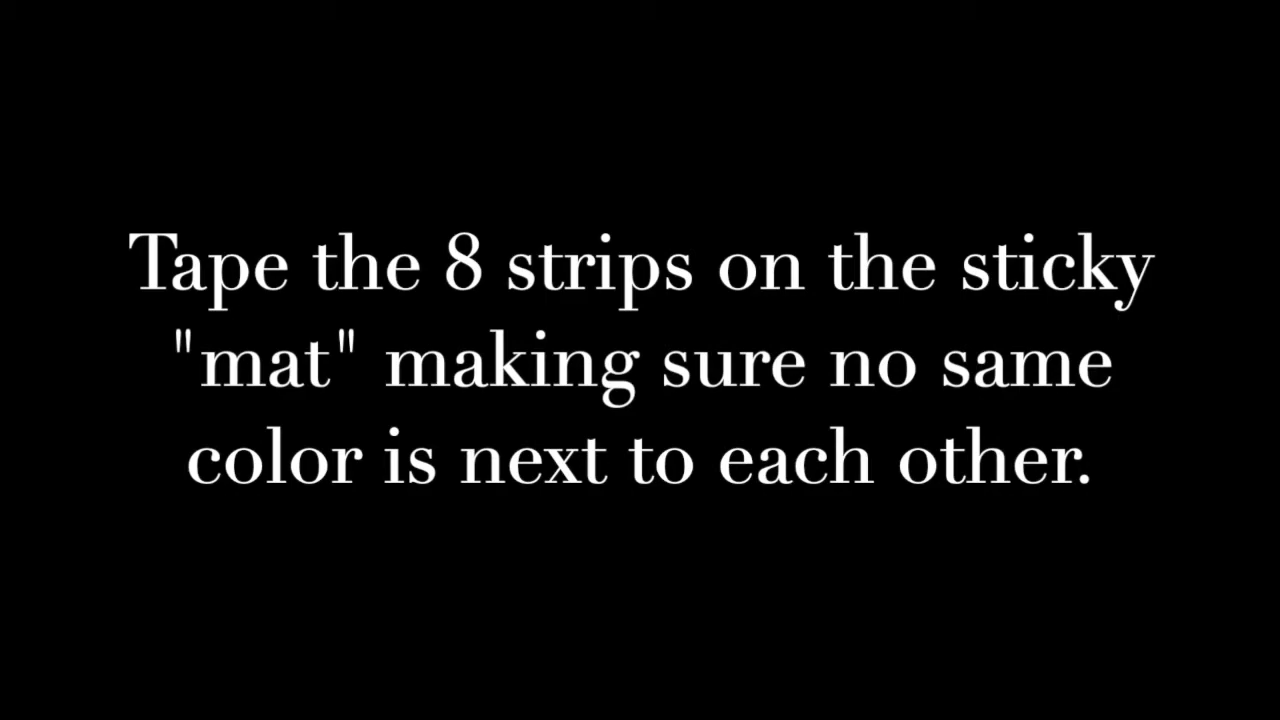 Tape the 8 strips on the sticky
"mat" making sure no same
color is next to each other.